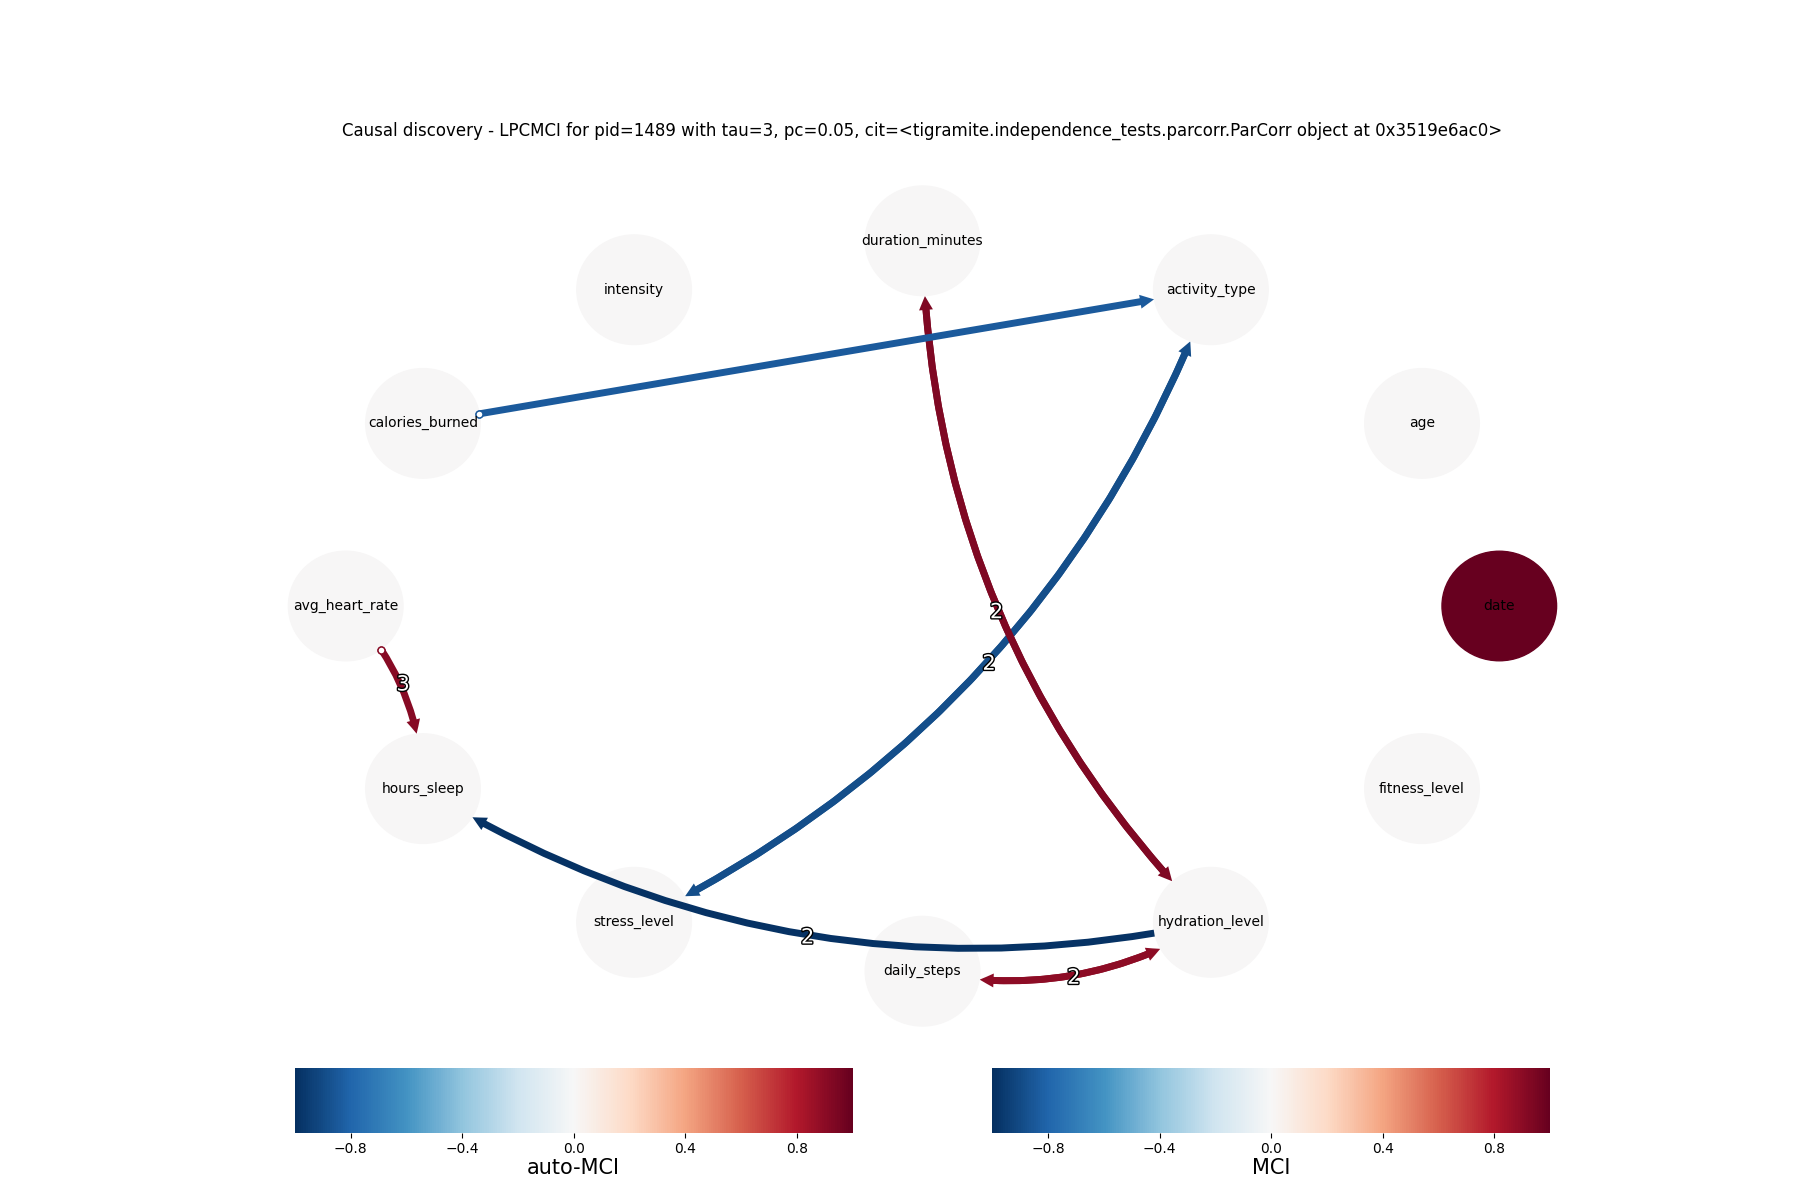 Causal discovery - LPCMCI for pid=1489 with tau=3, pc=0.05, cit=<tigramite.independence_tests.parcorr.ParCorr object at 0x3519e6ac0>
duration_minutes
intensity
activity_type
calories_burned
age
avg_heart_rate
date
2
2
3
hours_sleep
fitness_level
stress_level
hydration_level
2
daily_steps
2
−0.8 −0.4 0.0 0.4 0.8
auto-MCI
−0.8 −0.4 0.0 0.4 0.8
MCI